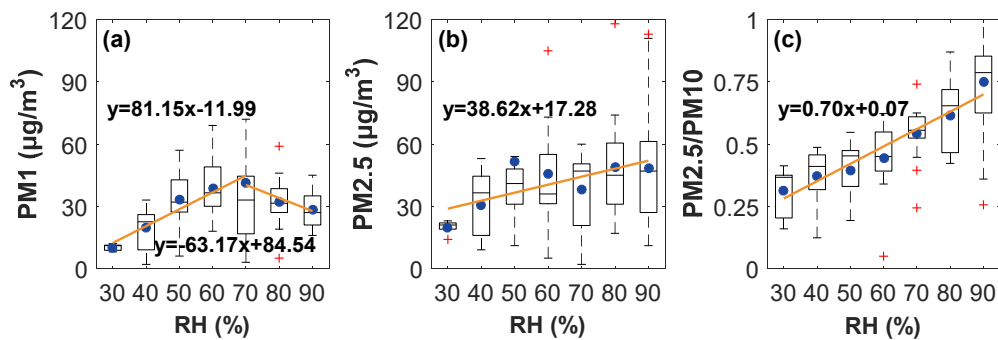 (a)
PM1 (μg/m³)
120
90
60
30
0
y=81.15x-11.99
y=-63.17x+84.54
30 40 50 60 70 80 90
RH (%)
(b)
PM2.5 (μg/m³)
120
90
60
30
0
y=38.62x+17.28
30 40 50 60 70 80 90
RH (%)
(c)
PM2.5/PM10
1
0.75
0.5
0.25
0
y=0.70x+0.07
30 40 50 60 70 80 90
RH (%)